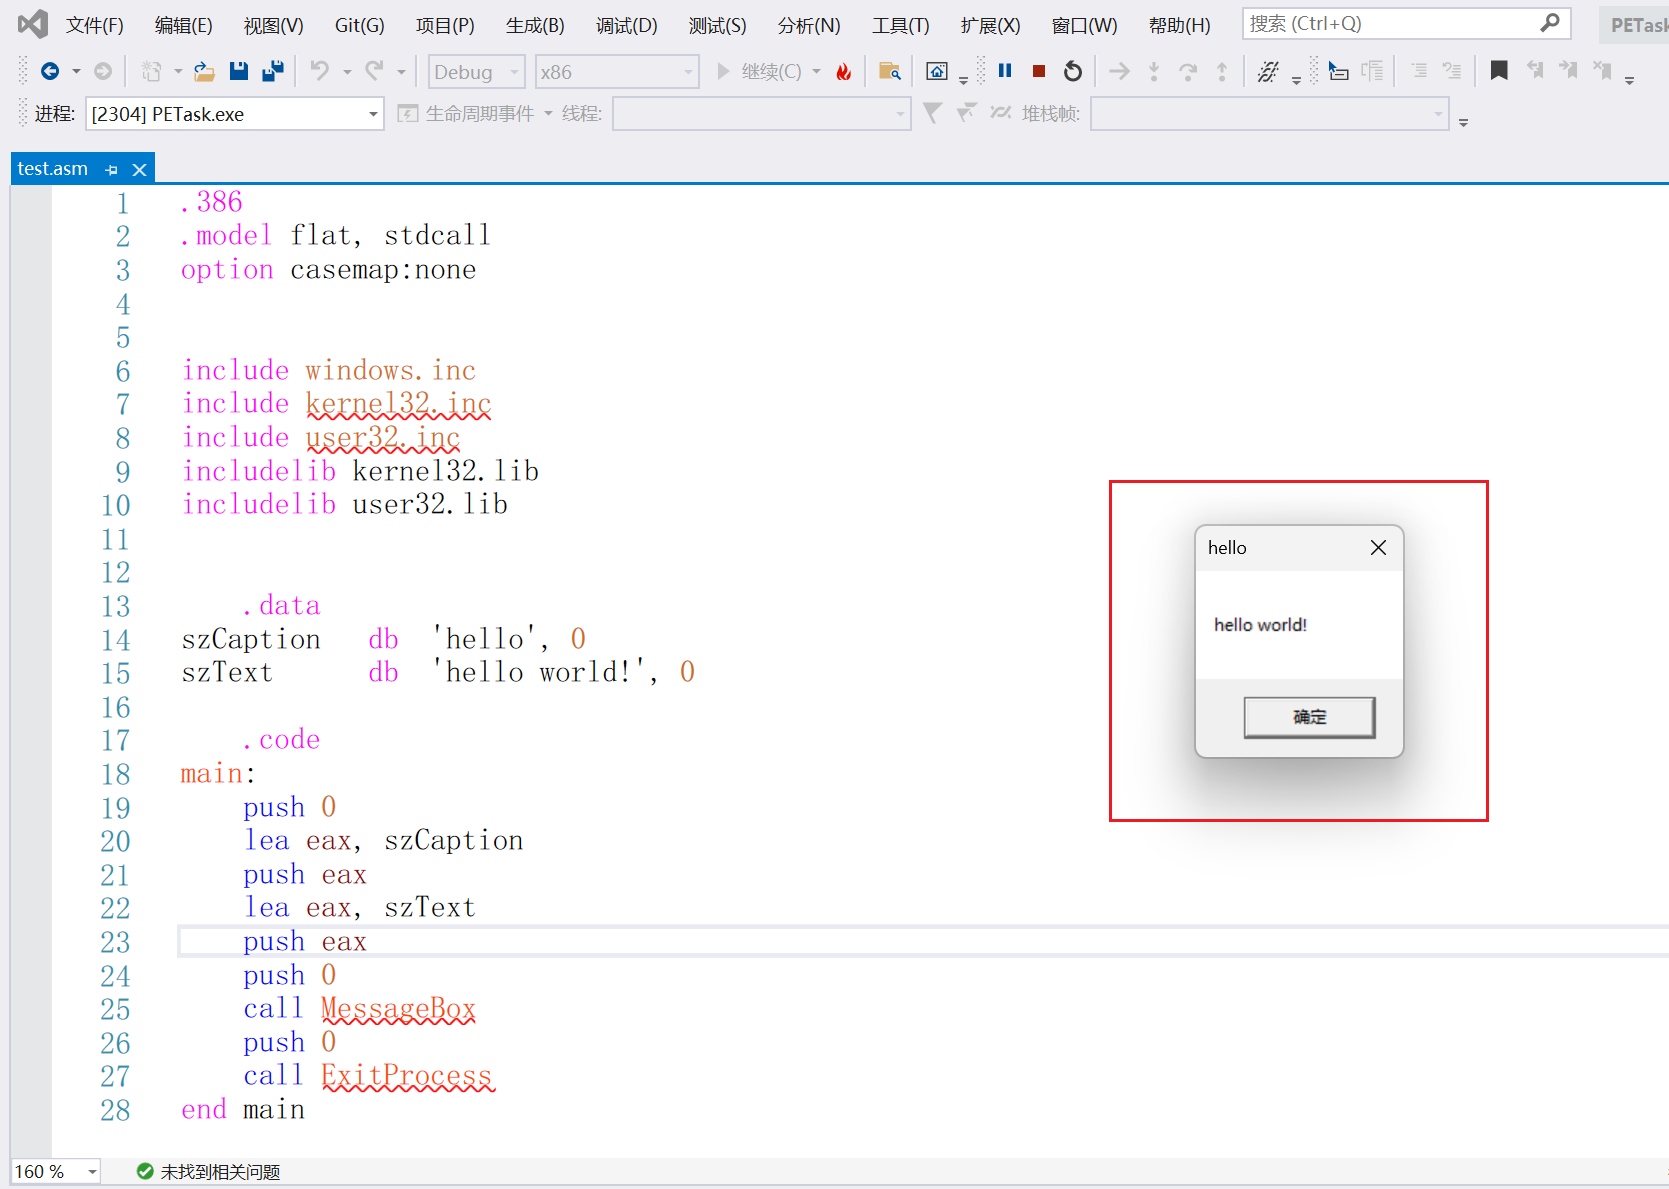 文件(F) 编辑(E) 视图(V) Git(G) 项目(P) 生成(B) 调试(D) 测试(S) 分析(N) 工具(T) 扩展(X) 窗口(W) 帮助(H) 搜索 (Ctrl+Q) PETask
Debug x86 继续(C)
进程: [2304] PETask.exe 生命周期事件 线程: 堆栈帧:
test.asm
1 .386
2 .model flat, stdcall
3 option casemap:none
4
5
6 include windows.inc
7 include kernel32.inc
8 include user32.inc
9 includelib kernel32.lib
10 includelib user32.lib
11
12
13 .data
14 szCaption db 'hello', 0
15 szText db 'hello world!', 0
16
17 .code
18 main:
19 push 0
20 lea eax, szCaption
21 push eax
22 lea eax, szText
23 push eax
24 push 0
25 call MessageBox
26 push 0
27 call ExitProcess
28 end main
hello
hello world!
确定
160 % 未找到相关问题